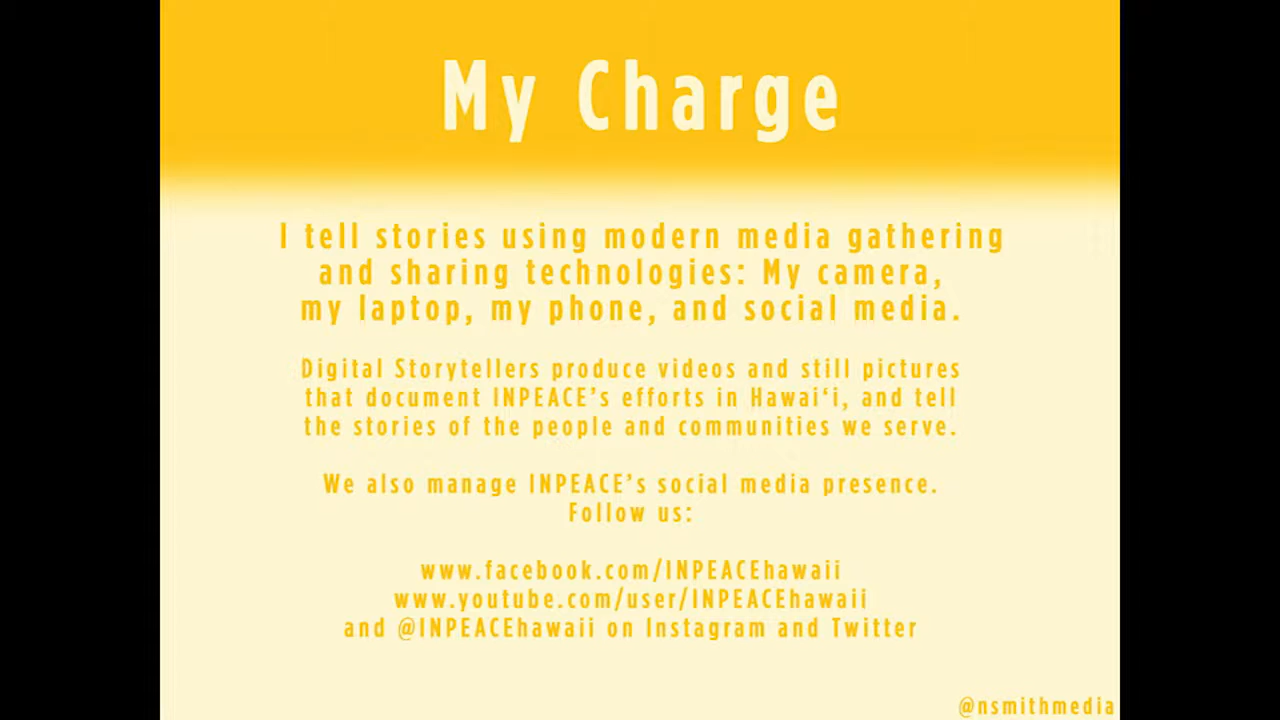 My Charge
I tell stories using modern media gathering
and sharing technologies: My camera,
my laptop, my phone, and social media.
Digital Storytellers produce videos and still pictures
that document INPEACE’s efforts in Hawai‘i, and tell
the stories of the people and communities we serve.
We also manage INPEACE’s social media presence.
Follow us:
www.facebook.com/INPEACEhawaii
www.youtube.com/user/INPEACEhawaii
and @INPEACEhawaii on Instagram and Twitter
@nsmithmedia